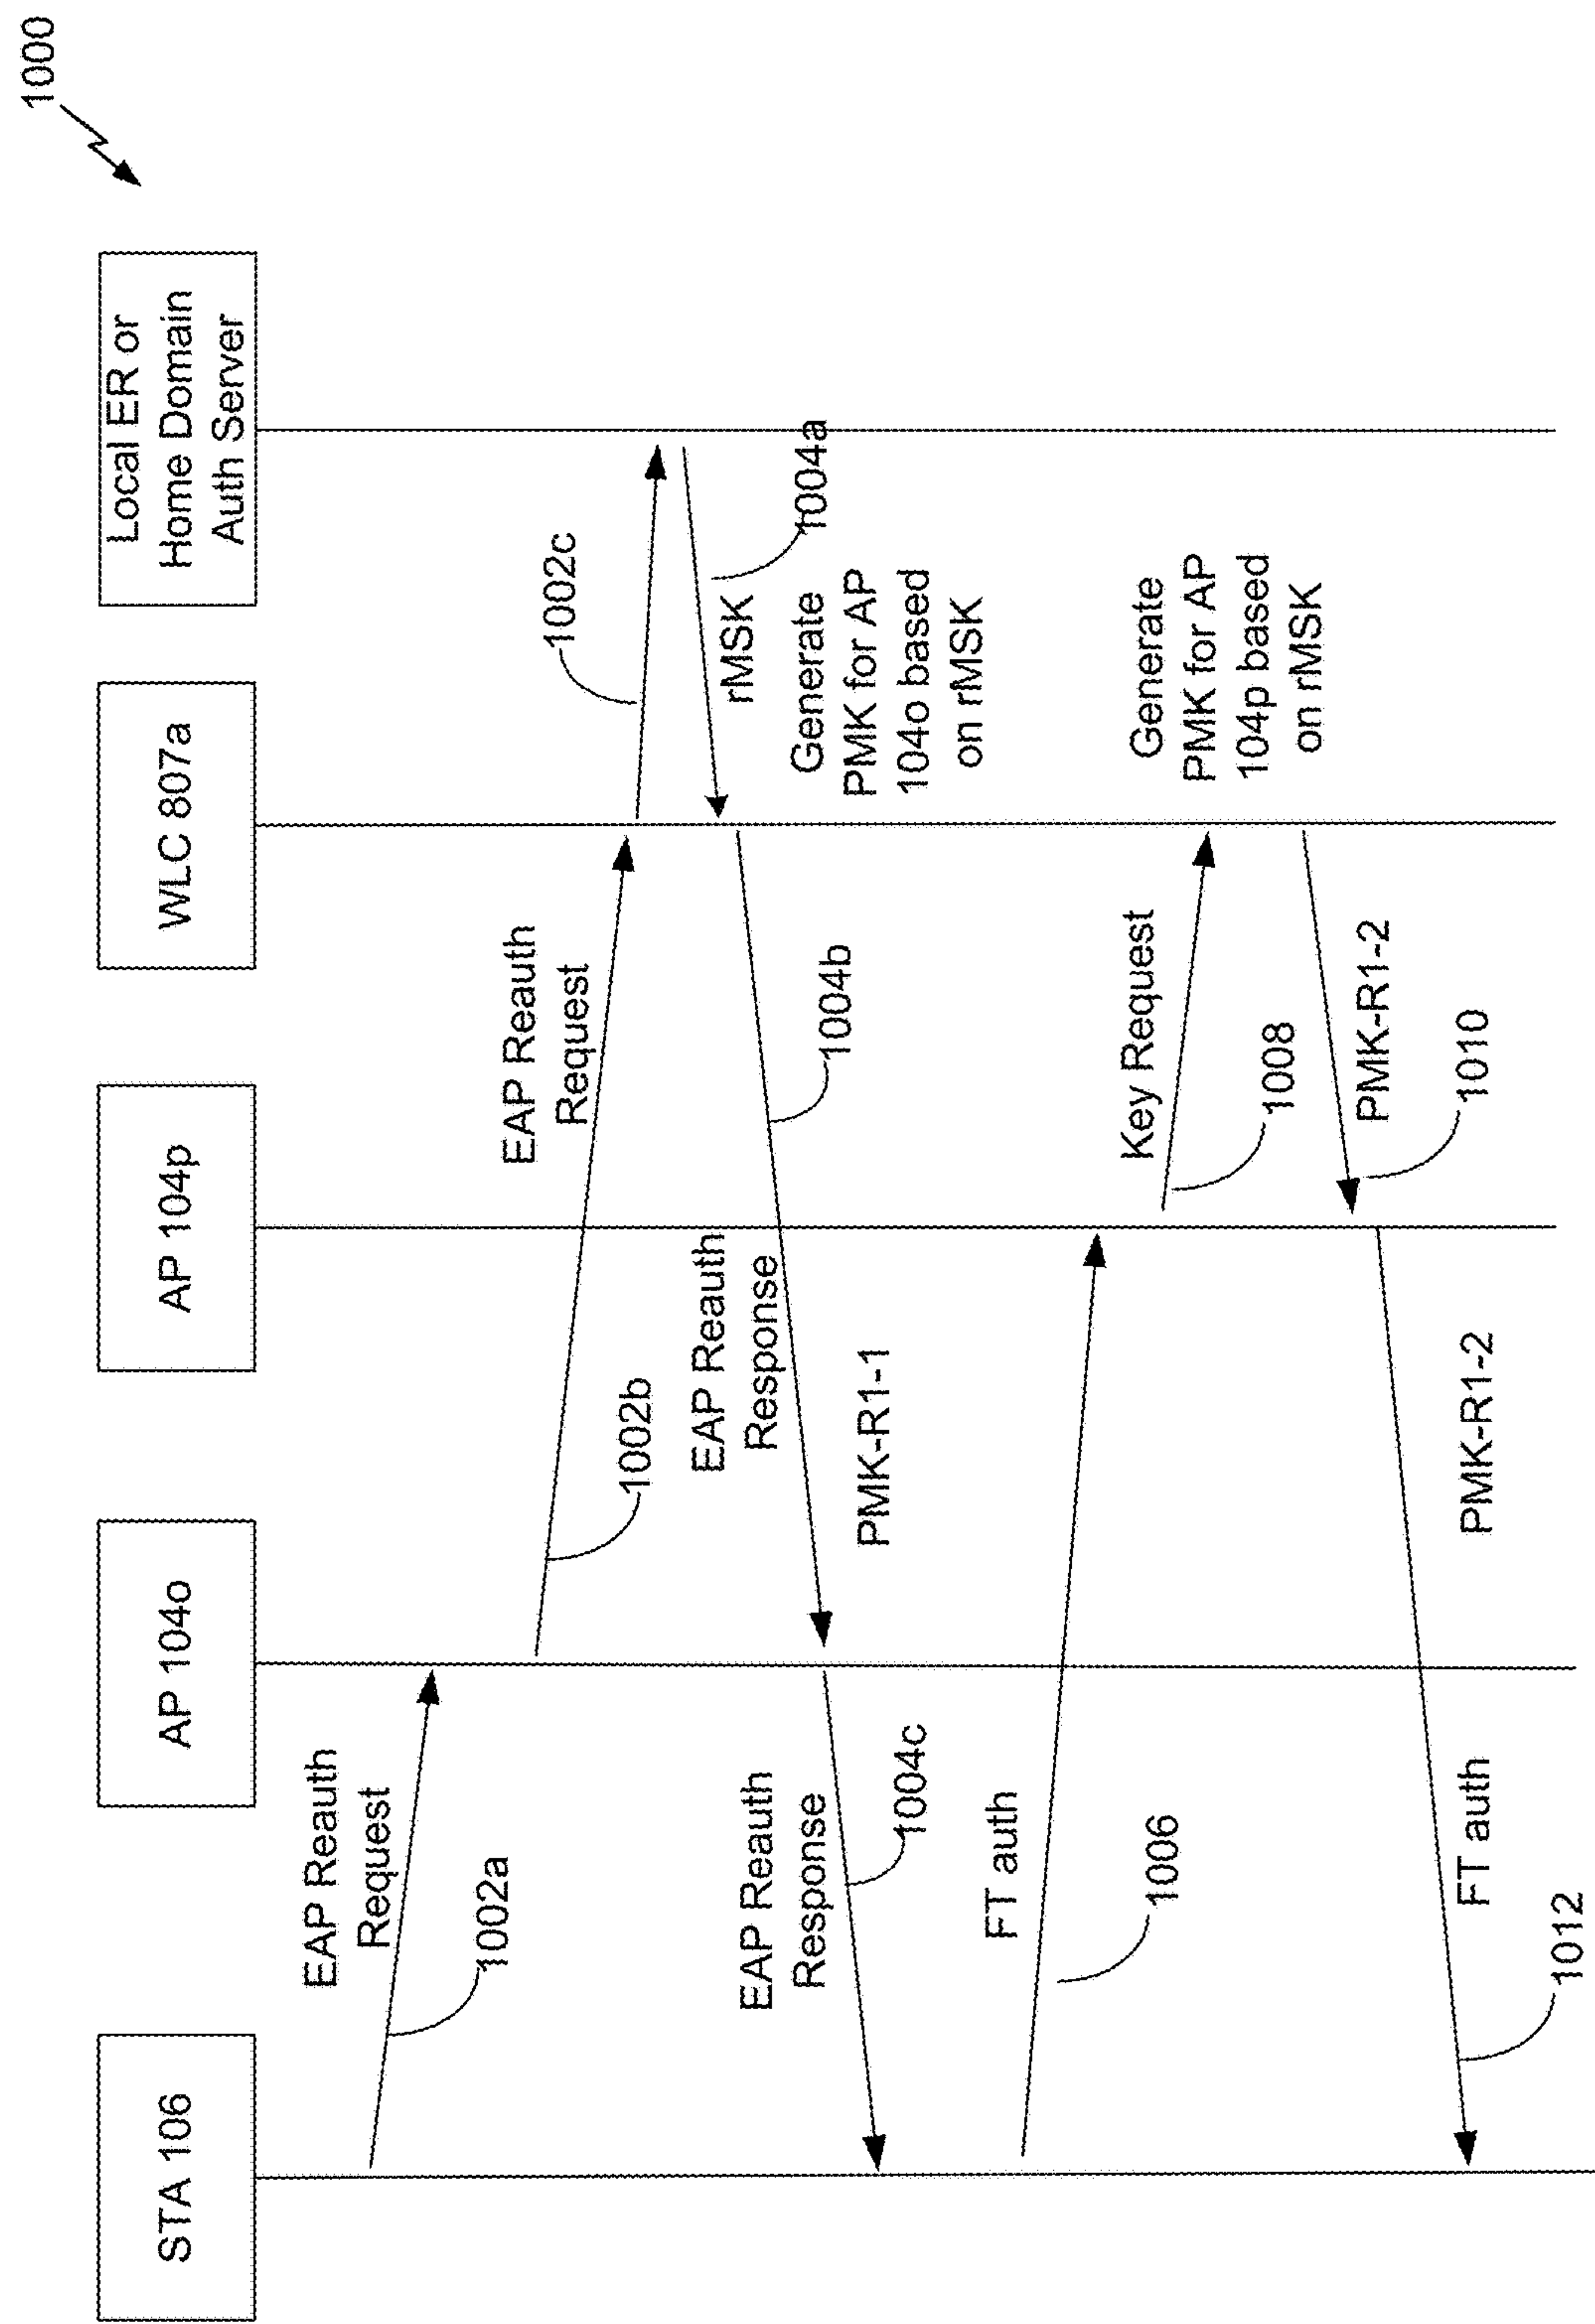 1000
STA 106
AP 104o
AP 104p
WLC 807a
Local ER or
Home Domain
Auth Server
EAP Reauth
Request
1002a
EAP Reauth
Request
1002b
1002c
1004a
rMSK
Generate
PMK for AP
104o based
on rMSK
EAP Reauth
Response
1004b
PMK-R1-1
EAP Reauth
Response
1004c
FT auth
1006
Key Request
1008
Generate
PMK for AP
104p based
on rMSK
PMK-R1-2
1010
FT auth
PMK-R1-2
1012